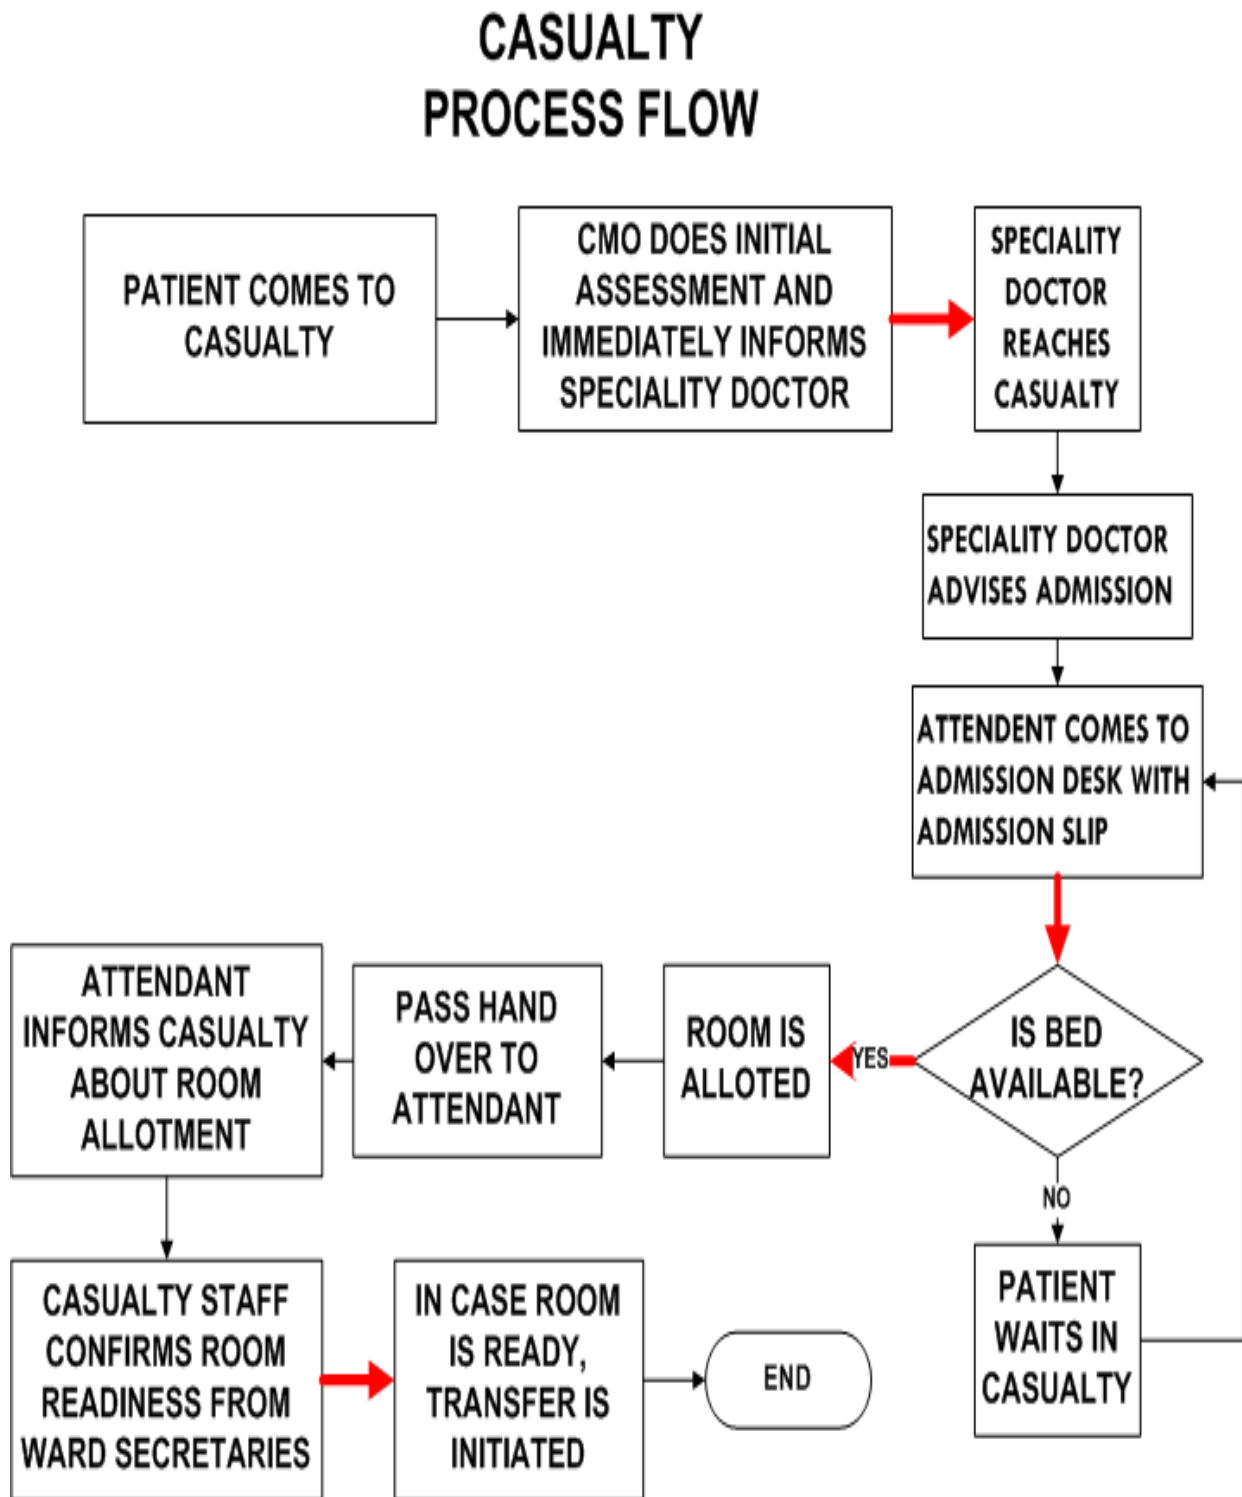 CASUALTY
PROCESS FLOW
PATIENT COMES TO
CASUALTY
CMO DOES INITIAL
ASSESSMENT AND
IMMEDIATELY INFORMS
SPECIALITY DOCTOR
SPECIALITY
DOCTOR
REACHES
CASUALTY
SPECIALITY DOCTOR
ADVISES ADMISSION
ATTENDENT COMES TO
ADMISSION DESK WITH
ADMISSION SLIP
IS BED
AVAILABLE?
YES
ROOM IS
ALLOTED
PASS HAND
OVER TO
ATTENDANT
ATTENDANT
INFORMS CASUALTY
ABOUT ROOM
ALLOTMENT
NO
PATIENT
WAITS IN
CASUALTY
CASUALTY STAFF
CONFIRMS ROOM
READINESS FROM
WARD SECRETARIES
IN CASE ROOM
IS READY,
TRANSFER IS
INITIATED
END